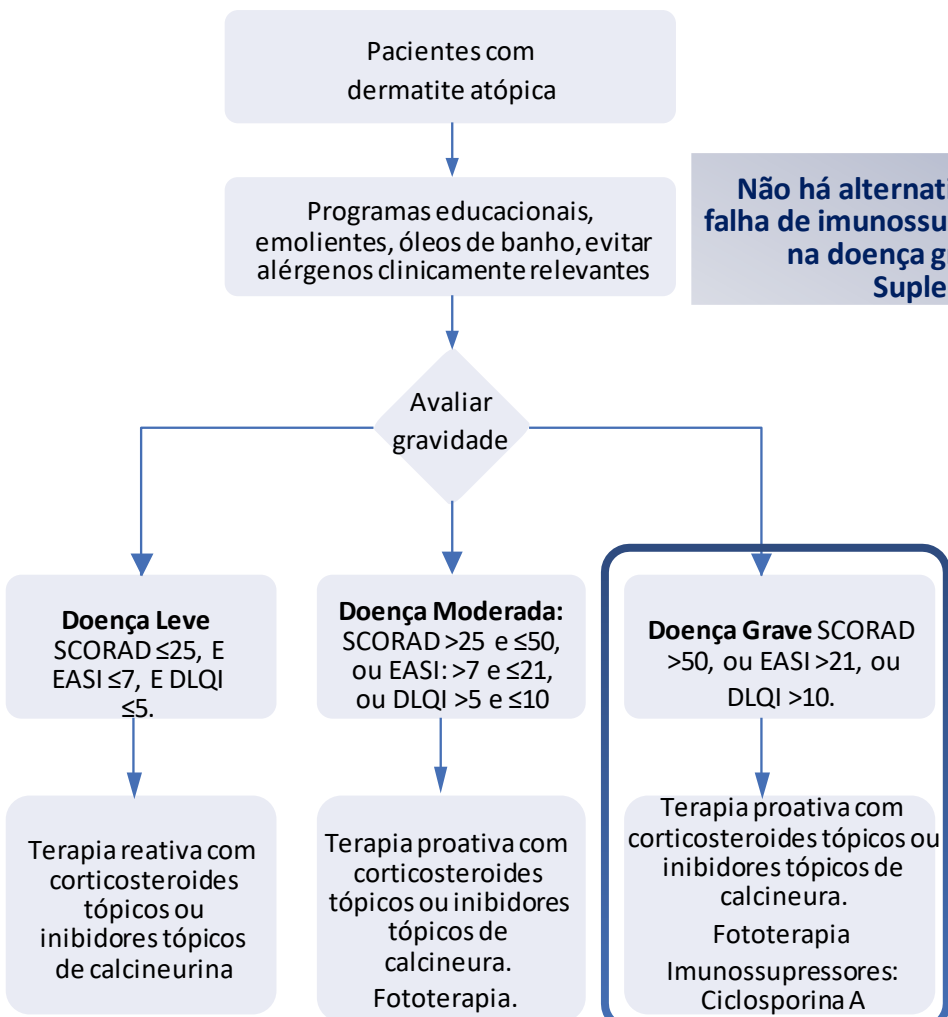 Pacientes com
dermatite atópica
Programas educacionais,
emolientes, óleos de banho, evitar
alérgenos clinicamente relevantes
Não há
falha de
na doença
Avaliar
gravidade
Doença Leve
SCORAD ≤25, E
EASI ≤7, E DLQI
≤5.
Doença Moderada:
SCORAD >25 e ≤50,
ou EASI: >7 e ≤21,
ou DLQI >5 e ≤10
Doença Grave SCORAD
>50, ou EASI >21, ou
DLQI >10.
Terapia reativa com
corticosteroides
tópicos ou
inibidores tópicos
de calcineurina
Terapia proativa com
corticosteroides
tópicos ou inibidores
tópicos de
calcineura.
Fototerapia.
Terapia proativa com
corticosteroides tópicos ou
inibidores tópicos de
calcineura.
Fototerapia
Imunossupressores:
Ciclosporina A